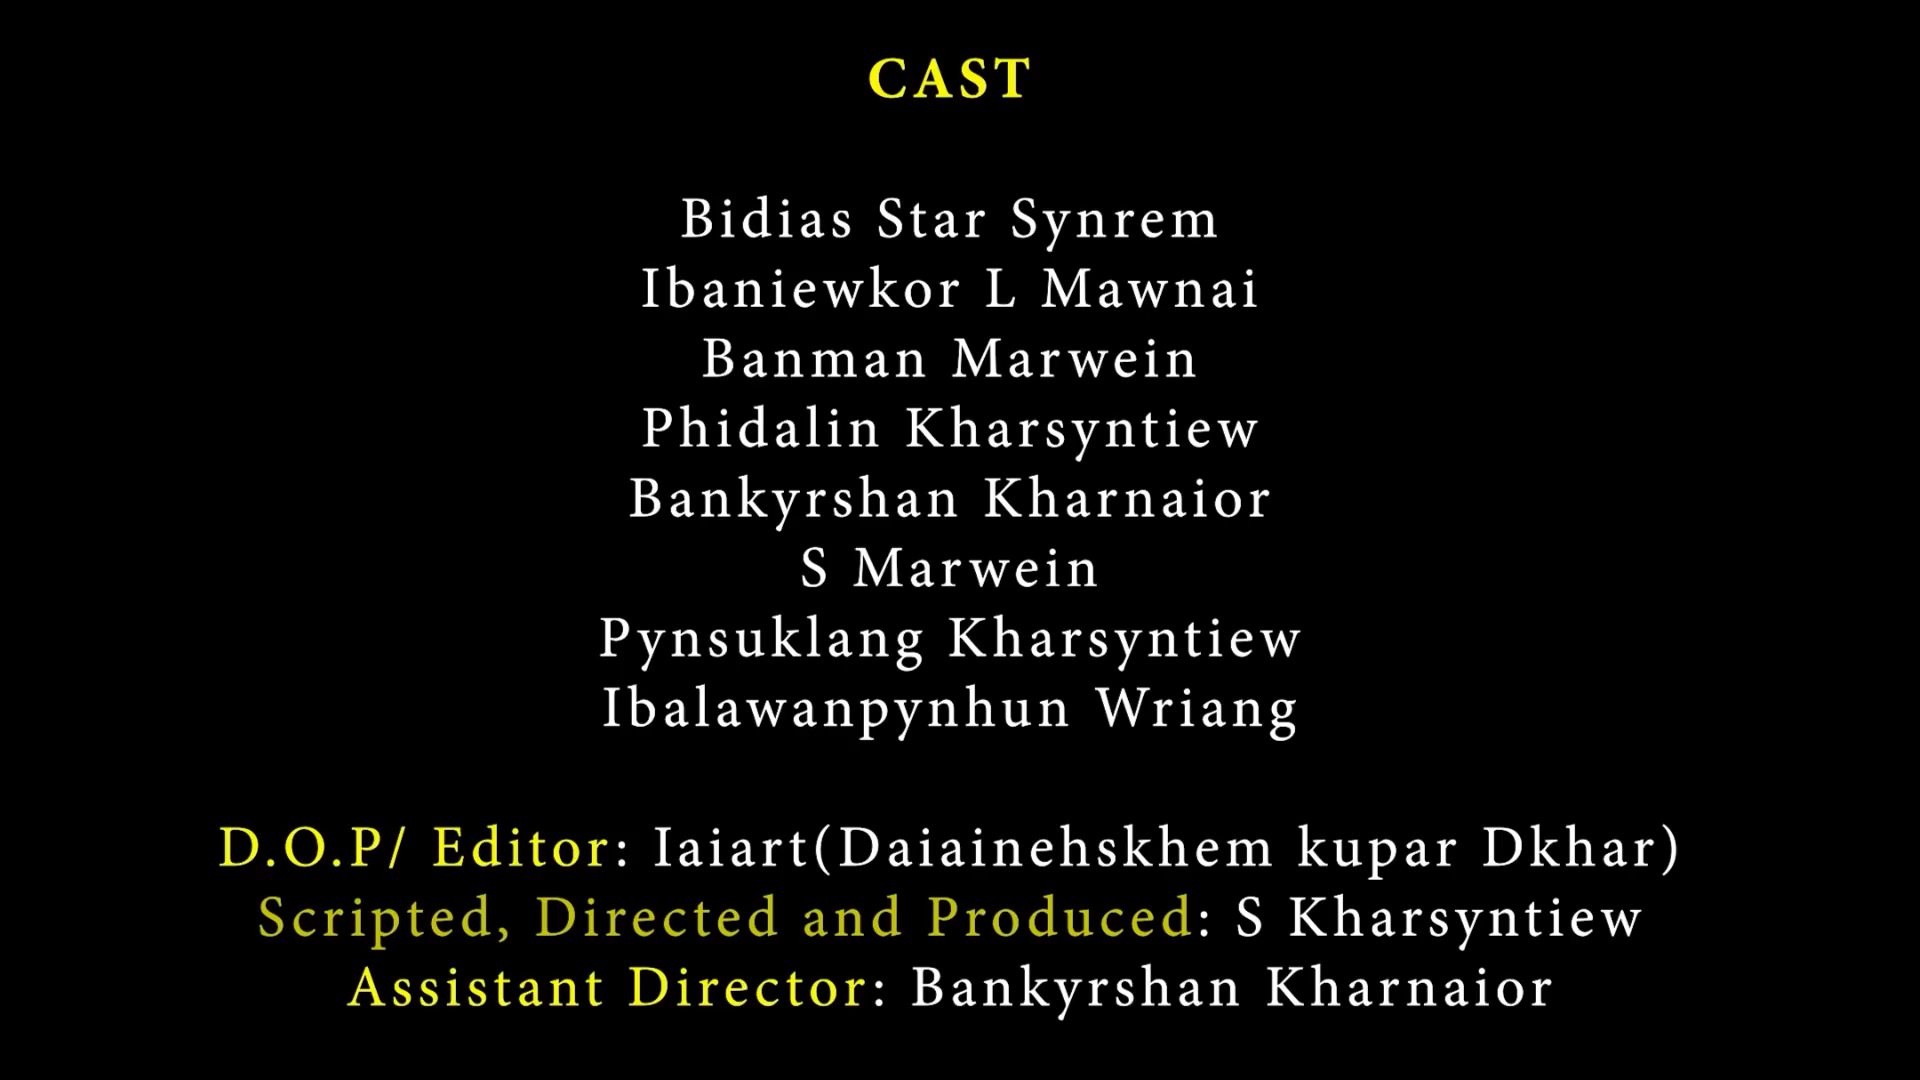 CAST
Bidias Star Synrem
Ibaniewkor L Mawnai
Banman Marwein
Phidalin Kharsyntiew
Bankyrshan Kharnaior
S Marwein
Pynsuklang Kharsyntiew
Ibalawanpynhun Wriang
D.O.P/ Editor: Iaiart(Daiainehskhem kupar Dkhar)
Scripted, Directed and Produced: S Kharsyntiew
Assistant Director: Bankyrshan Kharnaior